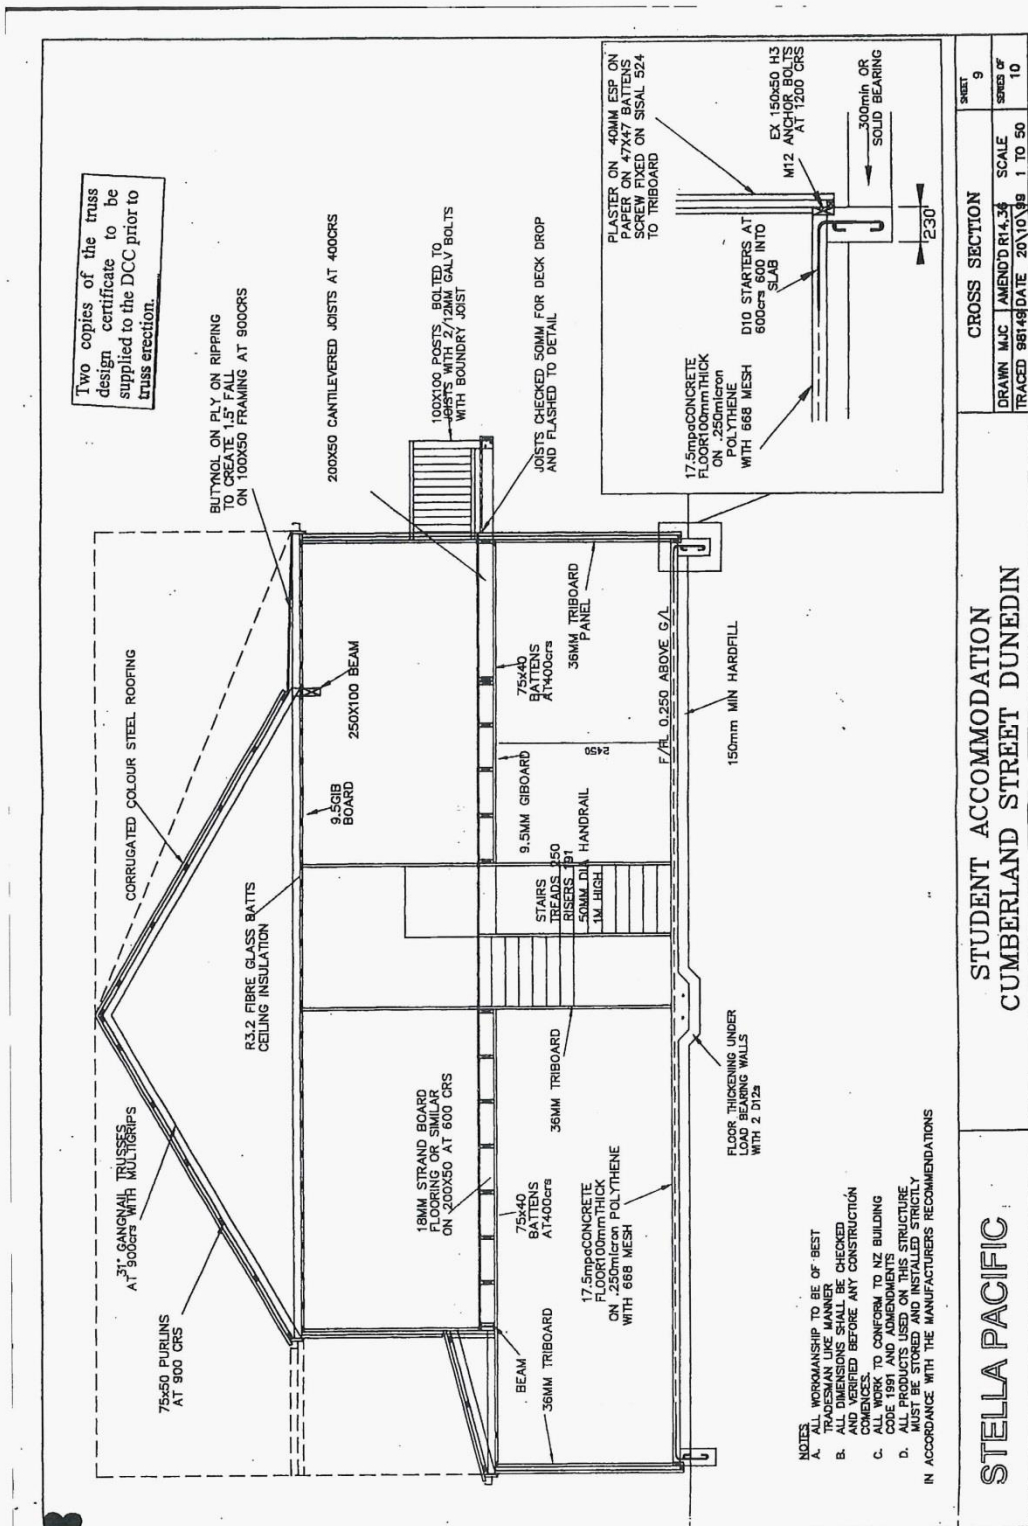 Two copies of the truss
design certificate to be
supplied to the DCC prior to
truss erection.
31° GANGNAIL TRUSSES
AT 900crs WITH MULTIGRIPS
75x50 PURLINS
AT 900 CRS
CORRUGATED COLOUR STEEL ROOFING
BUTYNOL ON PLY ON RIPPING
TO CREATE 1.5° FALL
ON 100X50 FRAMING AT 900CRS
R3.2 FIBRE GLASS BATTS
CEILING INSULATION
9.5GIB
BOARD
250X100 BEAM
200X50 CANTILEVERED JOISTS AT 400CRS
100X100 POSTS BOLTED TO
JOISTS WITH 2/12MM GALV BOLTS
WITH BOUNDRY JOIST
JOISTS CHECKED 50MM FOR DECK DROP
AND FLASHED TO DETAIL
18MM STRAND BOARD
FLOORING OR SIMILAR
ON 200X50 AT 600 CRS
75x40
BATTENS
AT400crs
BEAM
36MM TRIBOARD
36MM TRIBOARD
STAIRS
TREADS 250
RISERS 191
50MM DIA HANDRAIL
1M HIGH
9.5MM GIBOARD
75x40
BATTENS
AT400crs
2450
36MM TRIBOARD
PANEL
F/RL 0.250 ABOVE G/L
17.5mpaCONCRETE
FLOOR100mmTHICK
ON .250micron POLYTHENE
WITH 668 MESH
FLOOR THICKENING UNDER
LOAD BEARING WALLS
WITH 2 D12s
150mm MIN HARDFILL
PLASTER ON 40MM ESP ON
PAPER ON 47X47 BATTENS
SCREW FIXED ON SISAL 524
TO TRIBOARD
EX 150x50 H3
M12 ANCHOR BOLTS
AT 1200 CRS
D10 STARTERS AT
600crs 600 INTO
SLAB
17.5mpaCONCRETE
FLOOR100mmTHICK
ON .250micron
POLYTHENE
WITH 668 MESH
300min OR
SOLID BEARING
230
NOTES
A. ALL WORKMANSHIP TO BE OF BEST
TRADESMAN LIKE MANNER
B. ALL DIMENSIONS SHALL BE CHECKED
AND VERIFIED BEFORE ANY CONSTRUCTION
COMENCES.
C. ALL WORK TO CONFORM TO NZ BUILDING
CODE 1991 AND ADMENDMENTS
D. ALL PRODUCTS USED ON THIS STRUCTURE
MUST BE STORED AND INSTALLED STRICTLY
IN ACCORDANCE WITH THE MANUFACTURERS RECOMMENDATIONS
STELLA PACIFIC
STUDENT ACCOMMODATION
CUMBERLAND STREET DUNEDIN
CROSS SECTION
SHEET
9
DRAWN MJC AMEND'D R14.36 SCALE
SERIES OF
10
TRACED 98149 DATE 20\10\99 1 TO 50